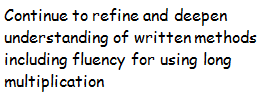 Continue to refine and deepen
understanding of written methods
including fluency for using long
multiplication